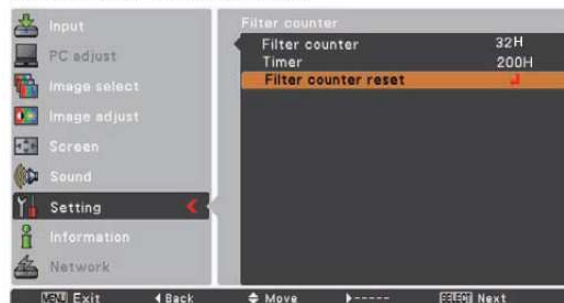 Input
PC adjust
Image select
Image adjust
Screen
Sound
Setting
Information
Network
Filter counter
Filter counter 32H
Timer 200H
Filter counter reset
MENU Exit ◀ Back ◆ Move ▶----- SELECT Next